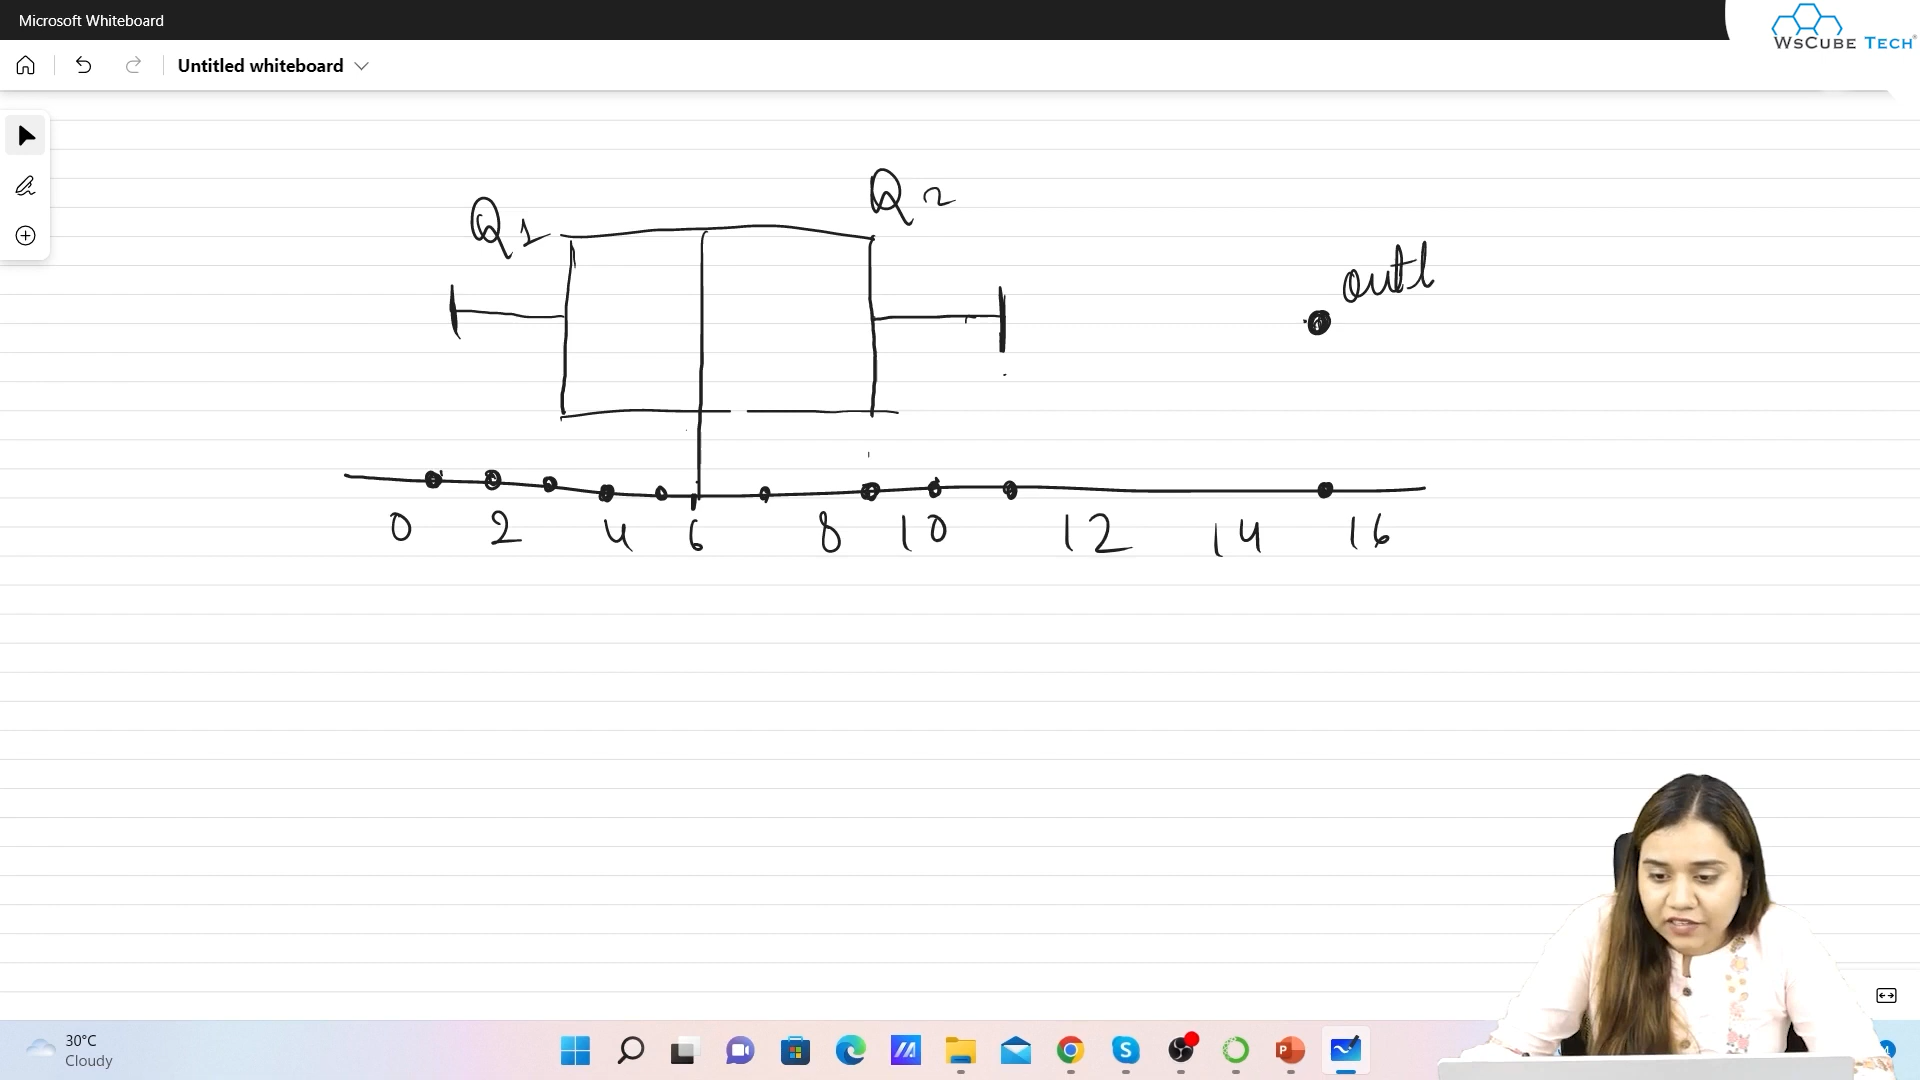 Microsoft Whiteboard
WsCube Tech
Untitled whiteboard
Q1
Q2
outl
0 2 4 6 8 10 12 14 16
30°C
Cloudy